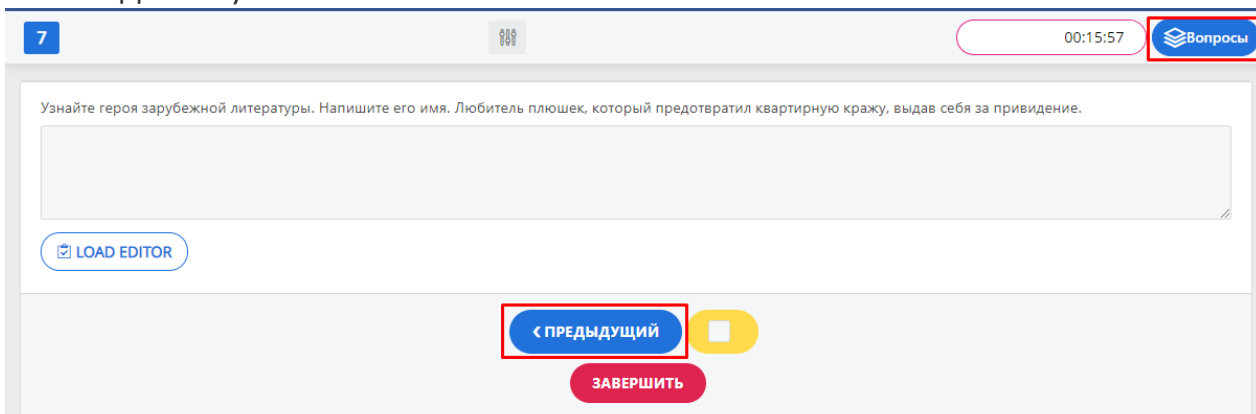 7
00:15:57
Вопросы
Узнайте героя зарубежной литературы. Напишите его имя. Любитель плюшек, который предотвратил квартирную кражу, выдав себя за привидение.
LOAD EDITOR
ПРЕДЫДУЩИЙ
ЗАВЕРШИТЬ